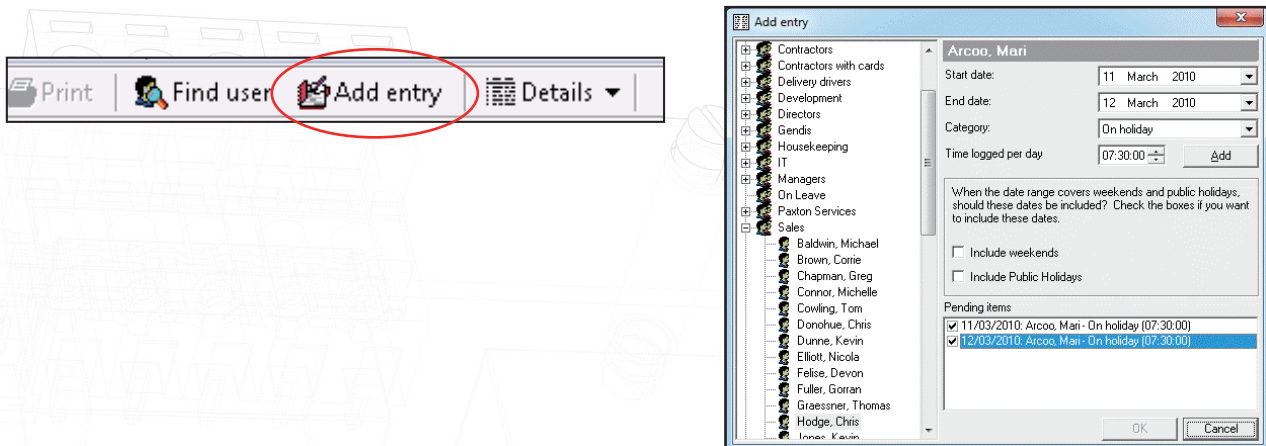 Print
Find user
Add entry
Details
Add entry
Contractors
Contractors with cards
Delivery drivers
Development
Directors
Gendis
Housekeeping
IT
Managers
On Leave
Paxton Services
Sales
Baldwin, Michael
Brown, Corrie
Chapman, Greg
Connor, Michelle
Cowling, Tom
Donohue, Chris
Dunne, Kevin
Elliott, Nicola
Felise, Devon
Fuller, Gorran
Graessner, Thomas
Hodge, Chris
Jones, Kevin
Arcoo, Mari
Start date: 11 March 2010
End date: 12 March 2010
Category: On holiday
Time logged per day 07:30:00 Add
When the date range covers weekends and public holidays,
should these dates be included? Check the boxes if you want
to include these dates.
Include weekends
Include Public Holidays
Pending items
11/03/2010: Arcoo, Mari - On holiday (07:30:00)
12/03/2010: Arcoo, Mari - On holiday (07:30:00)
OK Cancel